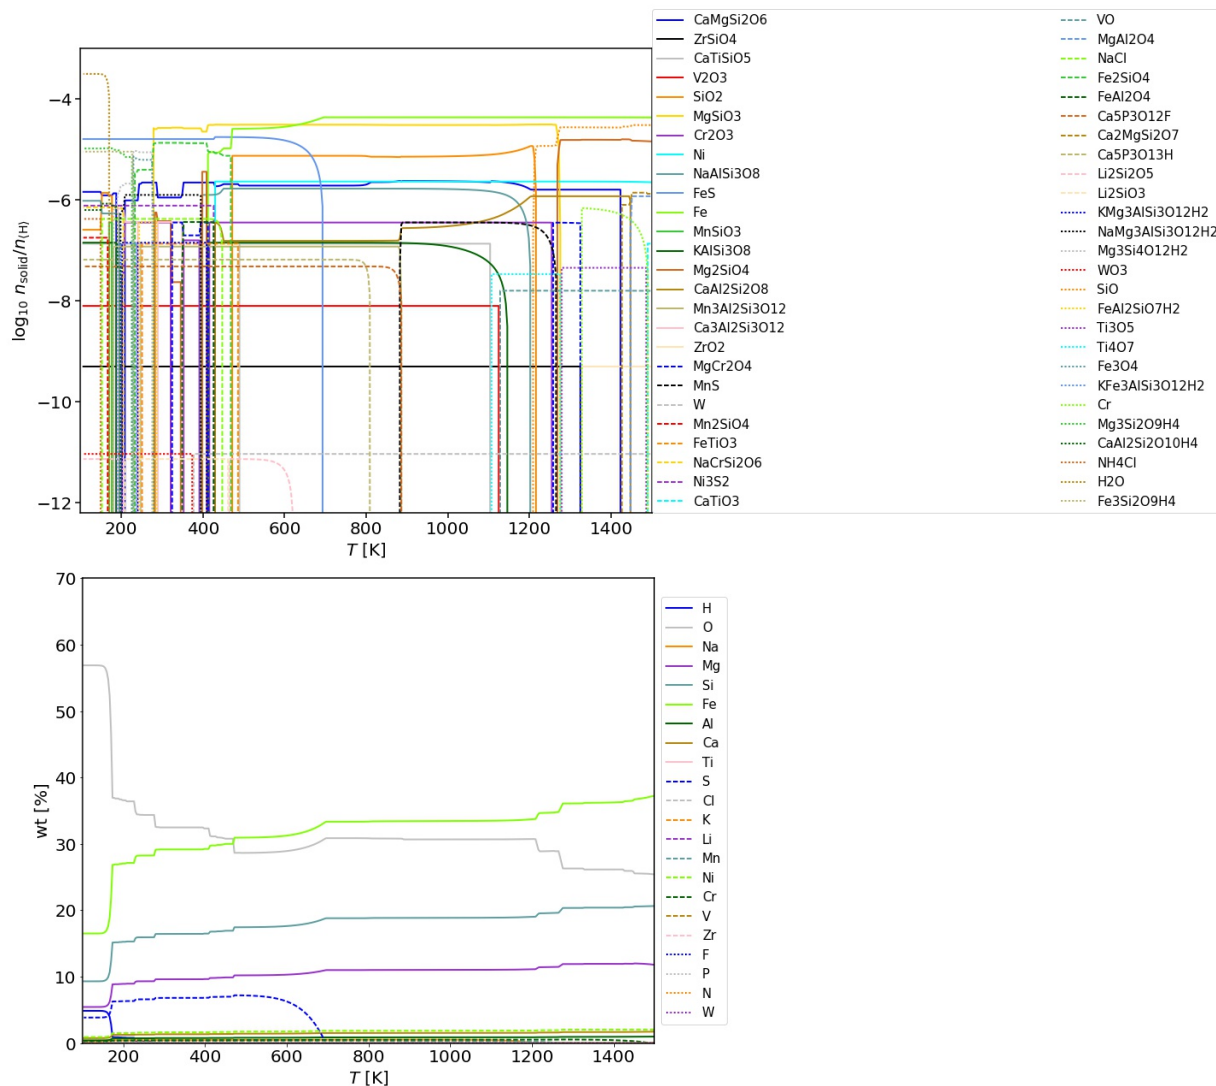 CaMgSi2O6
ZrSiO4
CaTiSiO5
V2O3
SiO2
MgSiO3
Cr2O3
Ni
NaAlSi3O8
FeS
Fe
MnSiO3
KAlSi3O8
Mg2SiO4
CaAl2Si2O8
Mn3Al2Si3O12
Ca3Al2Si3O12
ZrO2
MgCr2O4
MnS
W
Mn2SiO4
FeTiO3
NaCrSi2O6
Ni3S2
CaTiO3
VO
MgAl2O4
NaCl
Fe2SiO4
FeAl2O4
Ca5P3O12F
Ca2MgSi2O7
Ca5P3O13H
Li2Si2O5
Li2SiO3
KMg3AlSi3O12H2
NaMg3AlSi3O12H2
Mg3Si4O12H2
WO3
SiO
FeAl2SiO7H2
Ti3O5
Ti4O7
Fe3O4
KFe3AlSi3O12H2
Cr
Mg3Si2O9H4
CaAl2Si2O10H4
NH4Cl
H2O
Fe3Si2O9H4
−4
−6
−8
−10
−12
log10 nsolid/n⟨H⟩
200 400 600 800 1000 1200 1400
T [K]
70
60
50
40
30
20
10
0
wt [%]
200 400 600 800 1000 1200 1400
T [K]
H
O
Na
Mg
Si
Fe
Al
Ca
Ti
S
Cl
K
Li
Mn
Ni
Cr
V
Zr
F
P
N
W